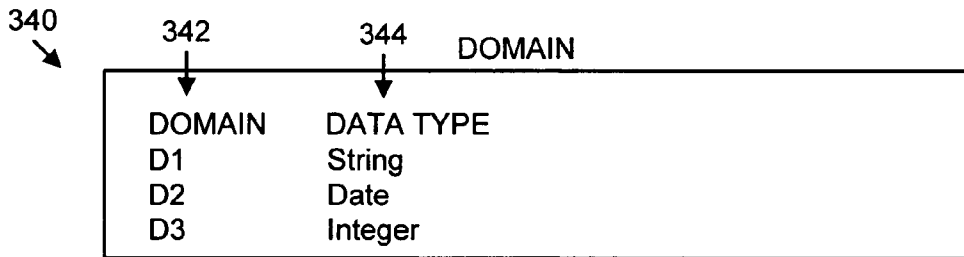 340
342 344
DOMAIN
DOMAIN DATA TYPE
D1 String
D2 Date
D3 Integer